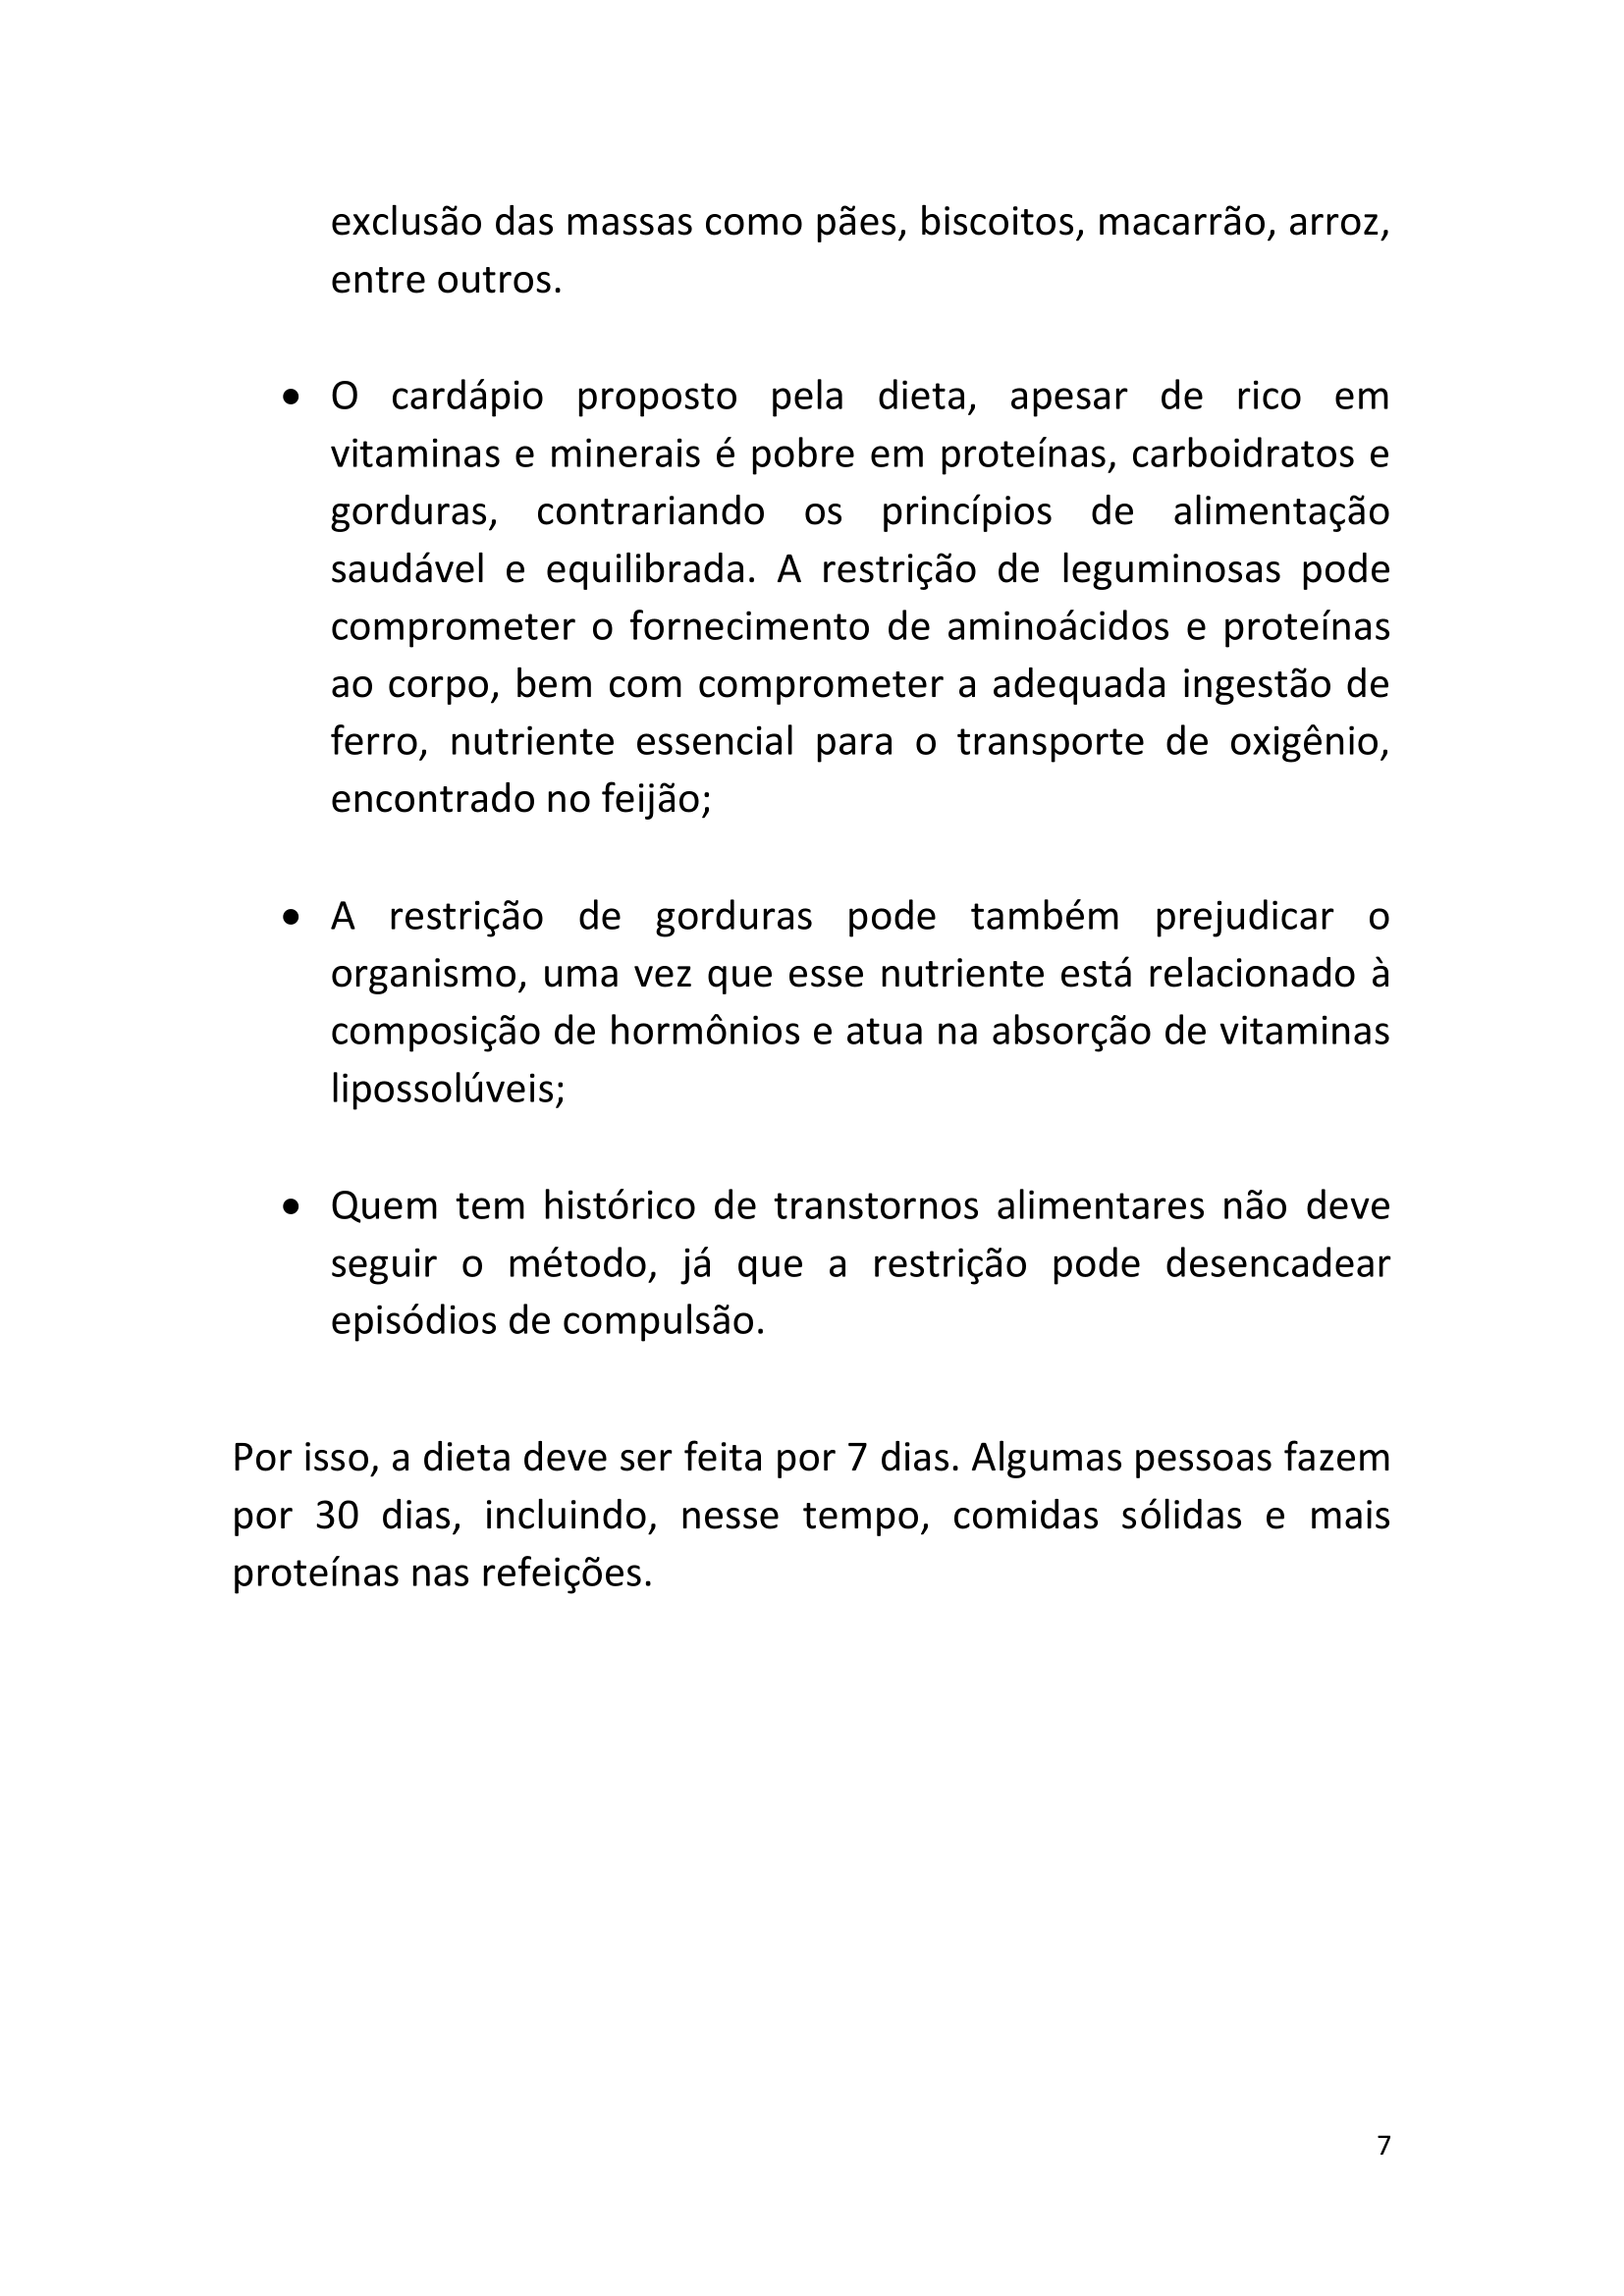 exclusão das massas como pães, biscoitos, macarrão, arroz,
entre outros.
• O cardápio proposto pela dieta, apesar de rico em
vitaminas e minerais é pobre em proteínas, carboidratos e
gorduras, contrariando os princípios de alimentação
saudável e equilibrada. A restrição de leguminosas pode
comprometer o fornecimento de aminoácidos e proteínas
ao corpo, bem com comprometer a adequada ingestão de
ferro, nutriente essencial para o transporte de oxigênio,
encontrado no feijão;
• A restrição de gorduras pode também prejudicar o
organismo, uma vez que esse nutriente está relacionado à
composição de hormônios e atua na absorção de vitaminas
lipossolúveis;
• Quem tem histórico de transtornos alimentares não deve
seguir o método, já que a restrição pode desencadear
episódios de compulsão.
Por isso, a dieta deve ser feita por 7 dias. Algumas pessoas fazem
por 30 dias, incluindo, nesse tempo, comidas sólidas e mais
proteínas nas refeições.
7